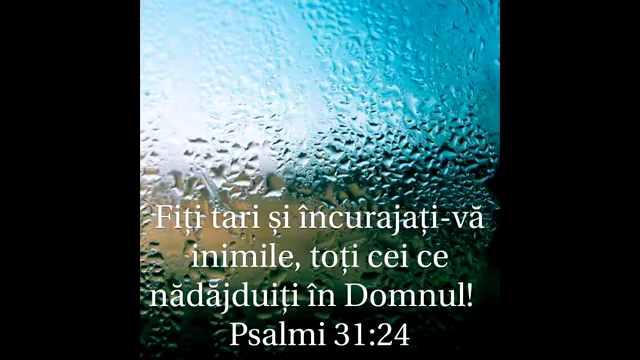 Fiți tari și încurajați-vă
inimile, toți cei ce
nădăjduiți în Domnul!
Psalmi 31:24